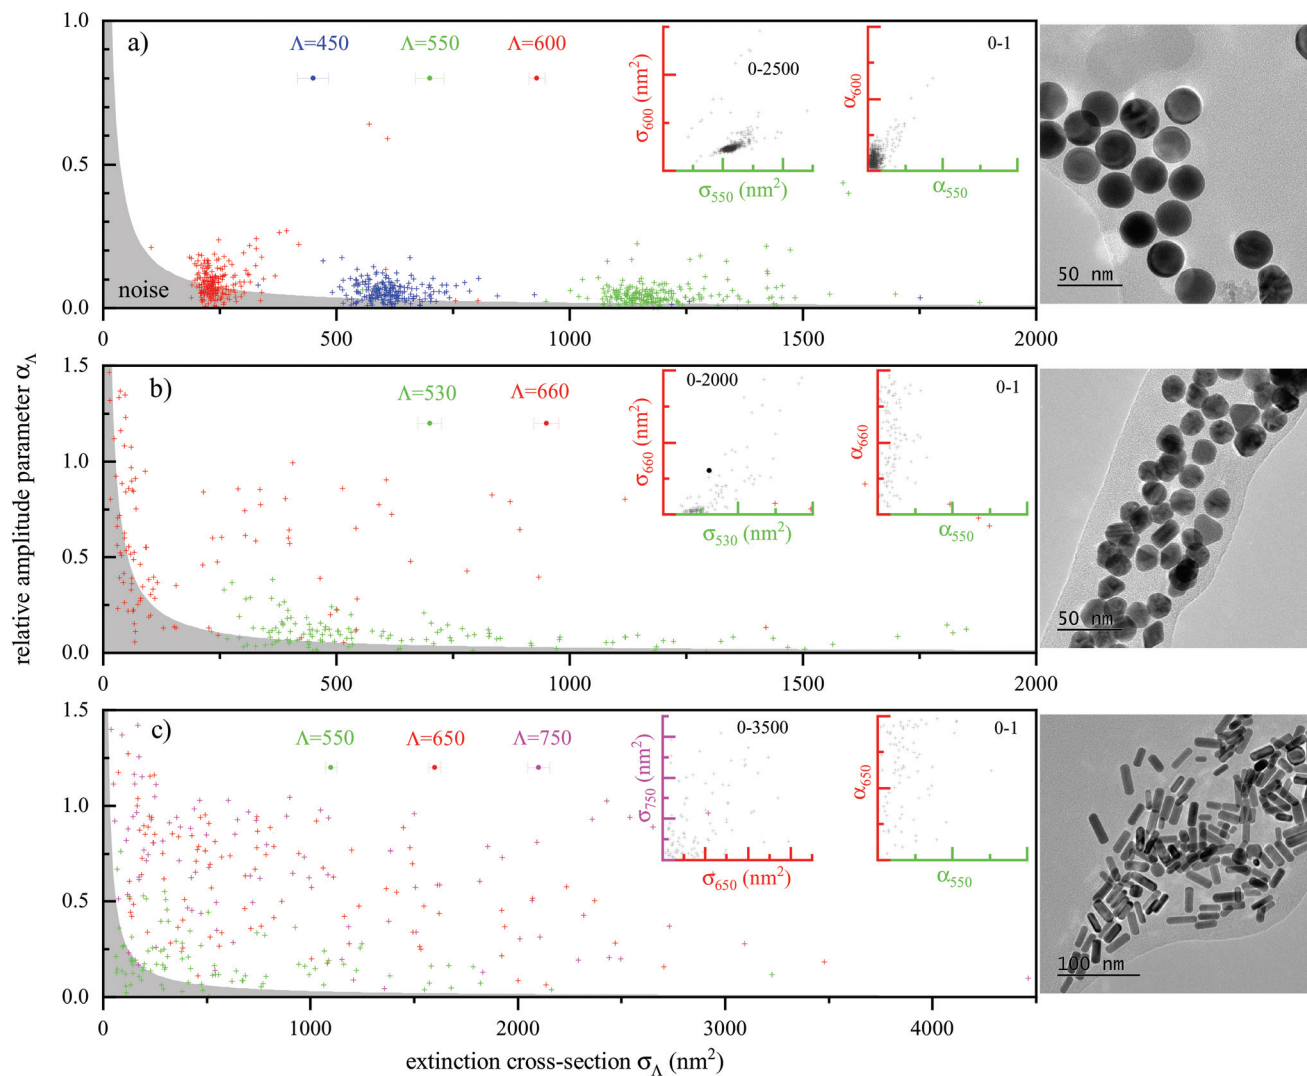 relative amplitude parameter α_Λ
1.0
0.5
0.0
a)
Λ=450
Λ=550
Λ=600
noise
σ₆₀₀ (nm²)
0-2500
σ₅₅₀ (nm²)
α₆₀₀
0-1
α₅₅₀
50 nm
0
500
1000
1500
2000
1.5
1.0
0.5
0.0
b)
Λ=530
Λ=660
σ₆₆₀ (nm²)
0-2000
σ₅₃₀ (nm²)
α₆₆₀
0-1
α₅₅₀
50 nm
0
500
1000
1500
2000
1.5
1.0
0.5
0.0
c)
Λ=550
Λ=650
Λ=750
σ₇₅₀ (nm²)
0-3500
σ₆₅₀ (nm²)
α₆₅₀
0-1
α₅₅₀
100 nm
0
1000
2000
3000
4000
extinction cross-section σ_Λ (nm²)